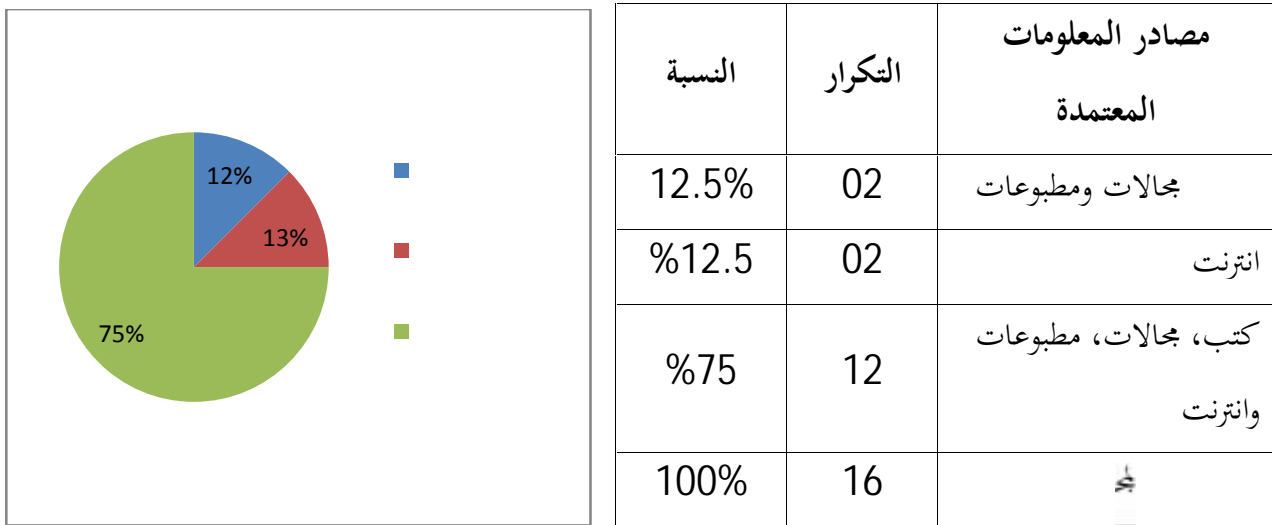 مصادر المعلومات
المعتمدة
التكرار
النسبة
مجالات ومطبوعات
02
12.5%
انترنت
02
%12.5
كتب، مجالات، مطبوعات
وانترنت
12
%75
16
100%
12%
13%
75%